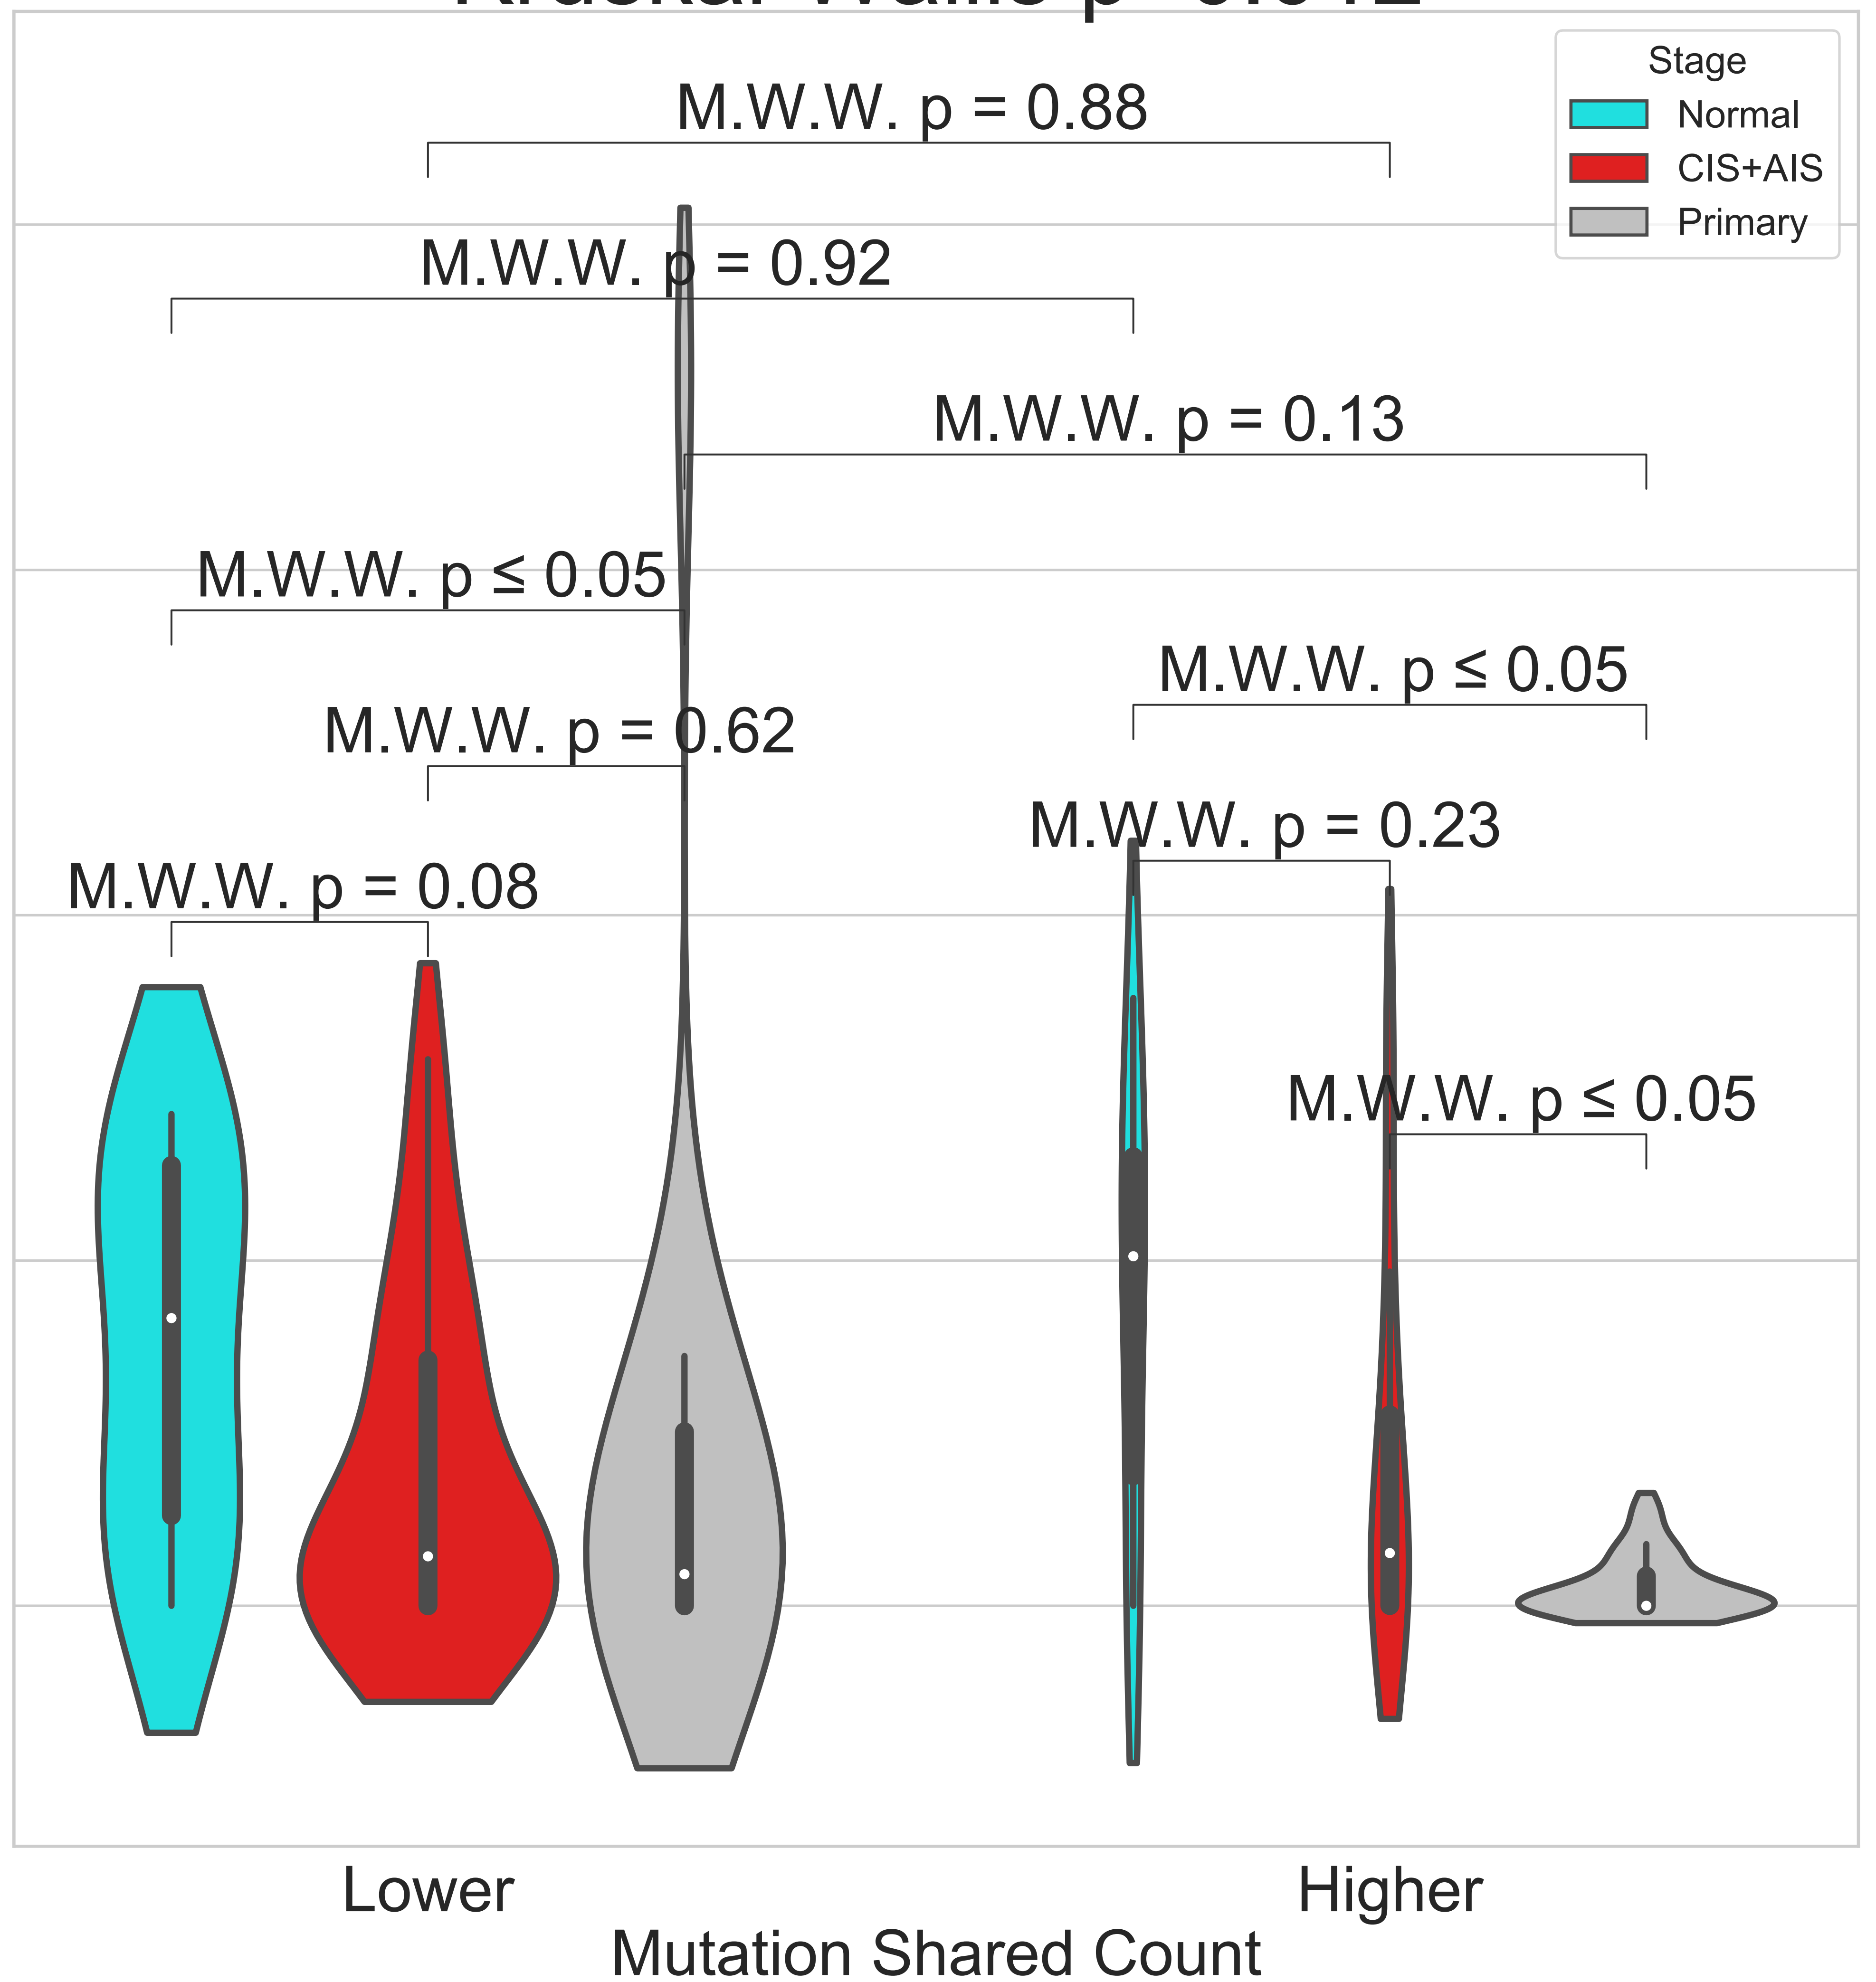 M.W.W. p = 0.88
Stage
Normal
CIS+AIS
Primary
M.W.W. p = 0.92
M.W.W. p = 0.13
M.W.W. p ≤ 0.05
M.W.W. p ≤ 0.05
M.W.W. p = 0.62
M.W.W. p = 0.23
M.W.W. p = 0.08
M.W.W. p ≤ 0.05
Lower
Higher
Mutation Shared Count